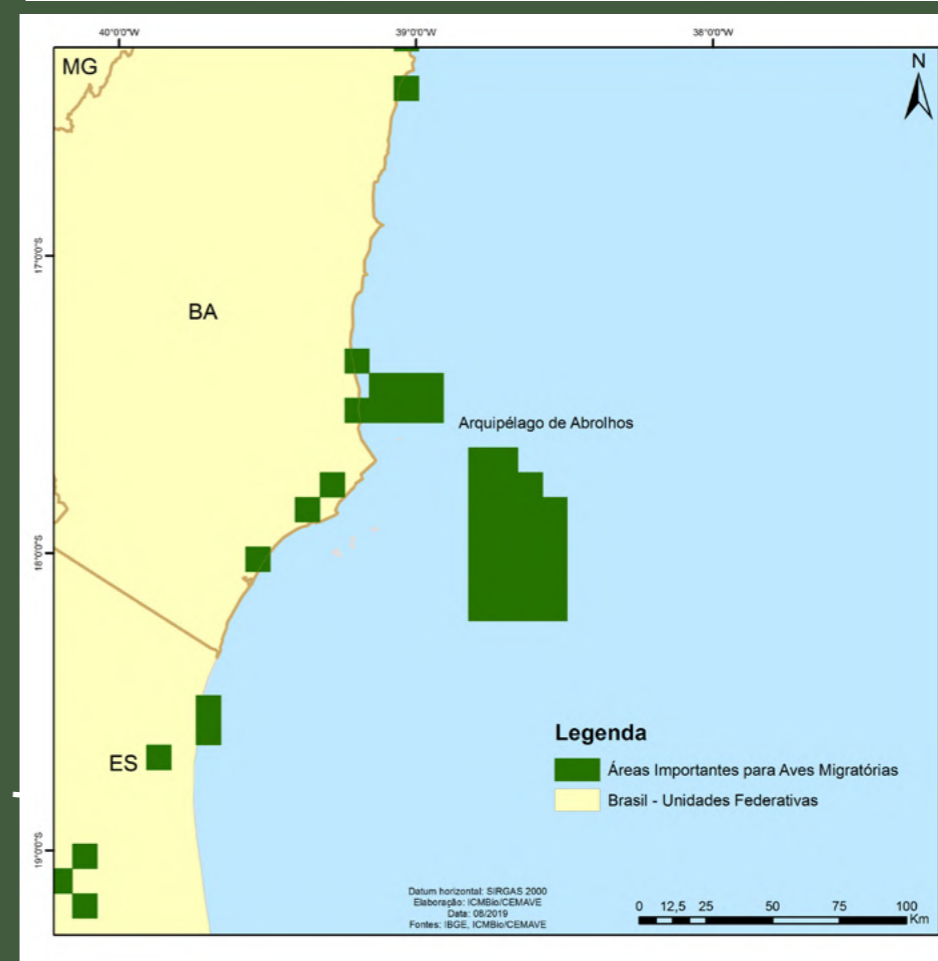 40°0'0"W 39°0'0"W 38°0'0"W
MG
N
17°0'0"S
BA
Arquipélago de Abrolhos
18°0'0"S
Legenda
ES
Áreas Importantes para Aves Migratórias
Brasil - Unidades Federativas
19°0'0"S
Datum horizontal: SIRGAS 2000
Elaboração: ICMBio/CEMAVE
Data: 08/2019
Fontes: IBGE, ICMBio/CEMAVE
0 12,5 25 50 75 100
Km